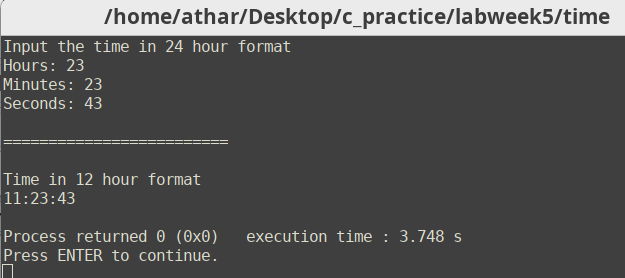 /home/athar/Desktop/c_practice/labweek5/time
Input the time in 24 hour format
Hours: 23
Minutes: 23
Seconds: 43
=========================
Time in 12 hour format
11:23:43
Process returned 0 (0x0)   execution time : 3.748 s
Press ENTER to continue.